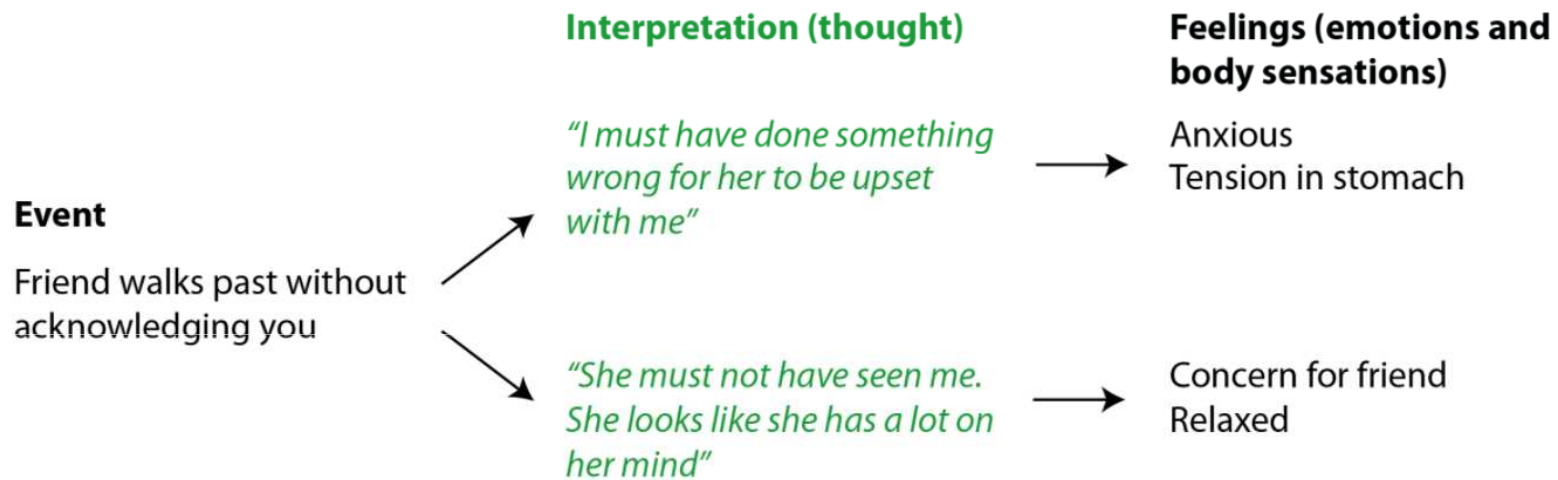 Event
Friend walks past without
acknowledging you
Interpretation (thought)
“I must have done something
wrong for her to be upset
with me”
“She must not have seen me.
She looks like she has a lot on
her mind”
Feelings (emotions and
body sensations)
Anxious
Tension in stomach
Concern for friend
Relaxed